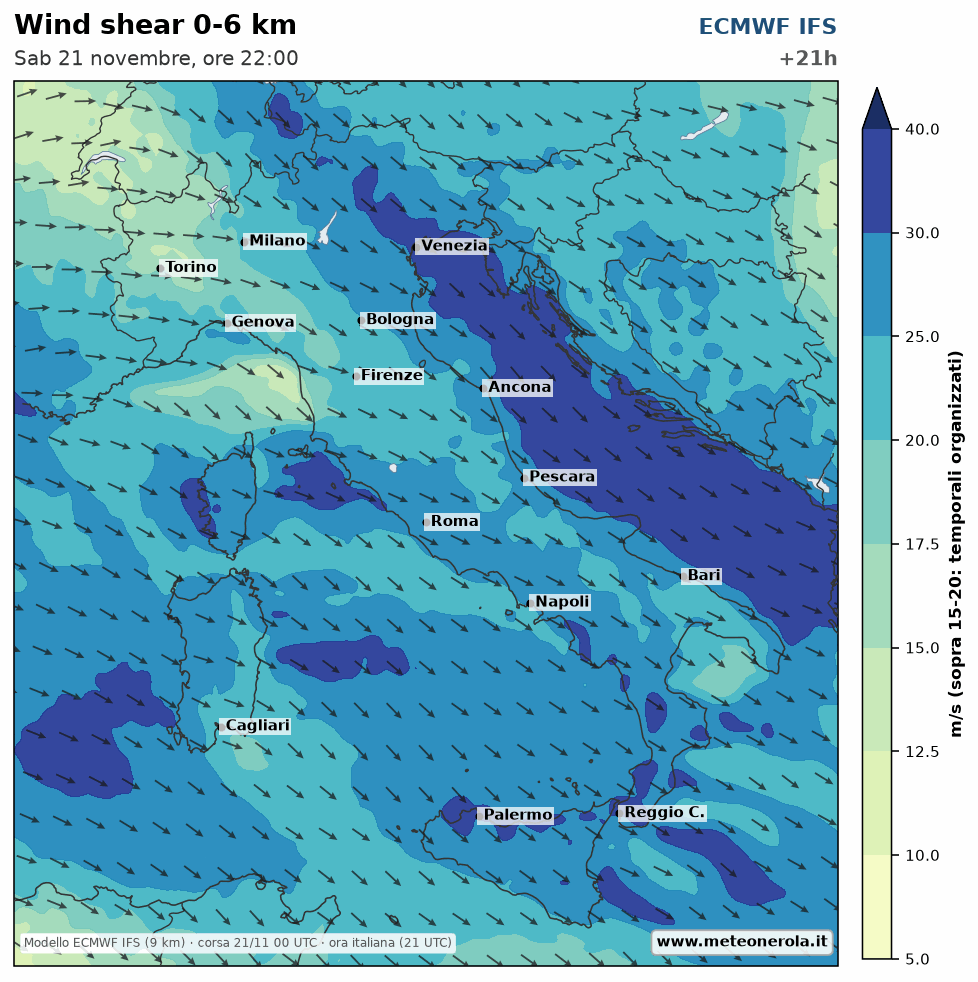 Wind shear 0-6 km
ECMWF IFS
Sab 21 novembre, ore 22:00
+21h
40.0
30.0
25.0
20.0
17.5
15.0
12.5
10.0
5.0
m/s (sopra 15-20: temporali organizzati)
Milano
Venezia
Torino
Genova
Bologna
Firenze
Ancona
Pescara
Roma
Bari
Napoli
Cagliari
Palermo
Reggio C.
Modello ECMWF IFS (9 km) · corsa 21/11 00 UTC · ora italiana (21 UTC)
www.meteonerola.it